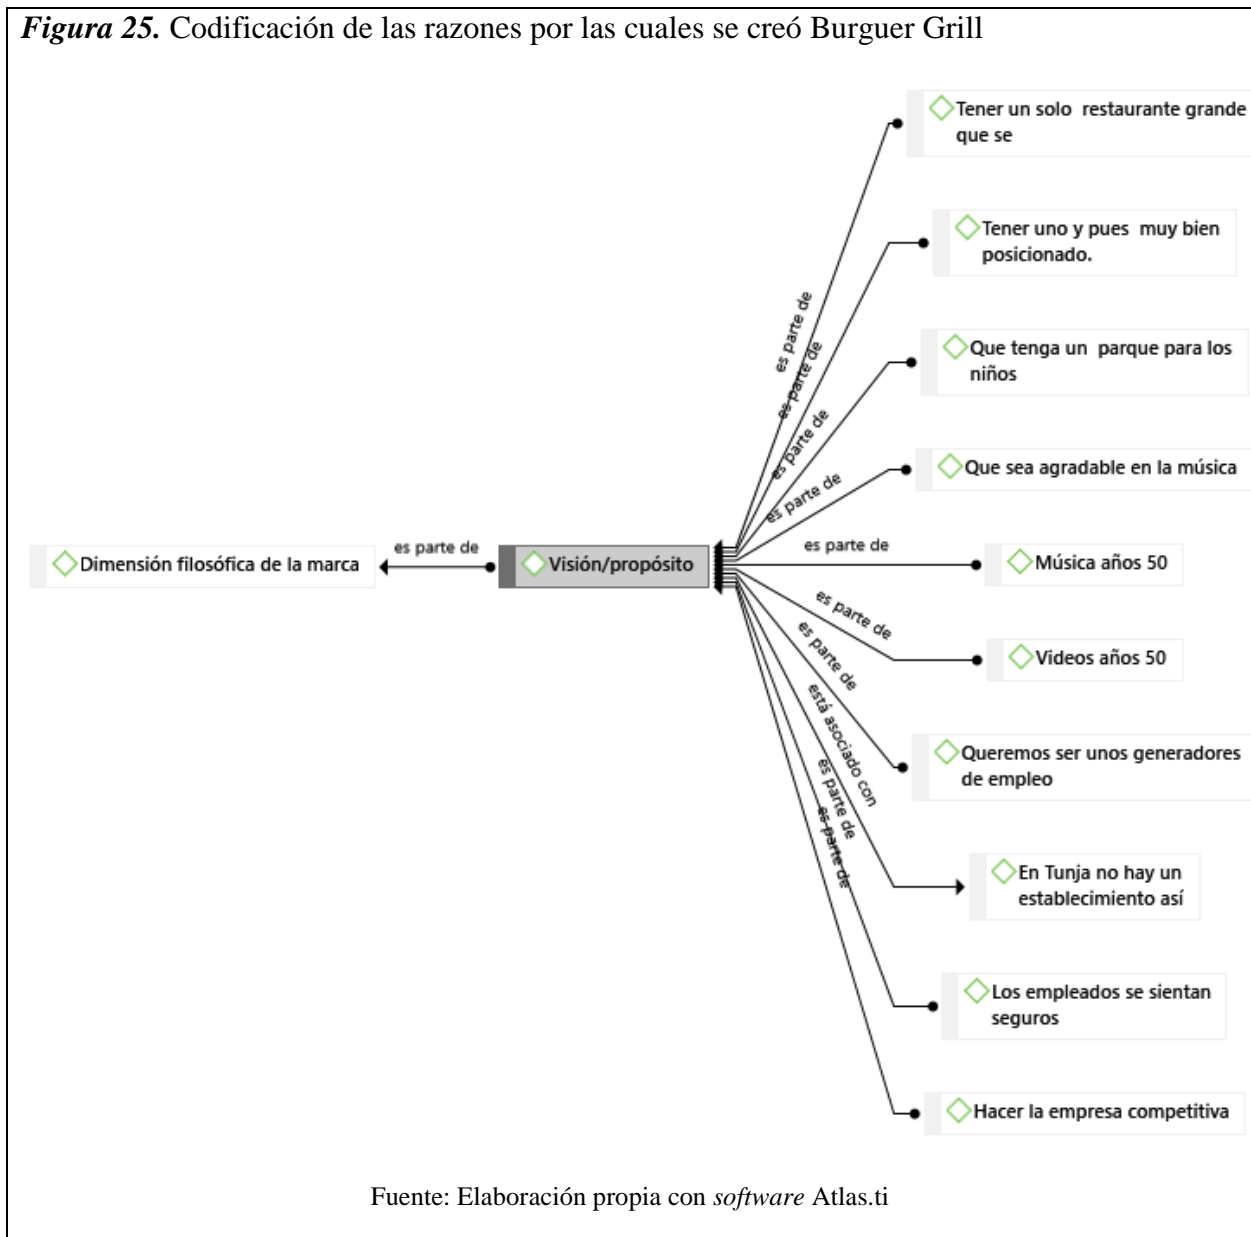 Figura 25. Codificación de las razones por las cuales se creó Burguer Grill
Tener un solo restaurante grande
que se
Tener uno y pues muy bien
posicionado.
Que tenga un parque para los
niños
Que sea agradable en la música
Música años 50
Videos años 50
Queremos ser unos generadores
de empleo
En Tunja no hay un
establecimiento así
Los empleados se sientan
seguros
Hacer la empresa competitiva
es parte de
es parte de
es parte de
es parte de
es parte de
es parte de
es parte de
está asociado con
es parte de
es parte de
Dimensión filosófica de la marca
es parte de
Visión/propósito
Fuente: Elaboración propia con software Atlas.ti